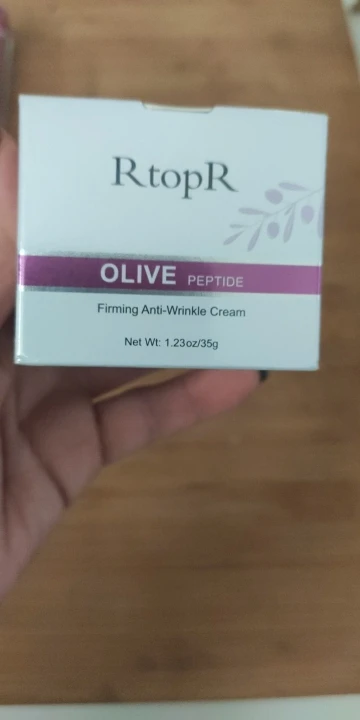 RtopR
OLIVE PEPTIDE
Firming Anti-Wrinkle Cream
Net Wt: 1.23oz/35g